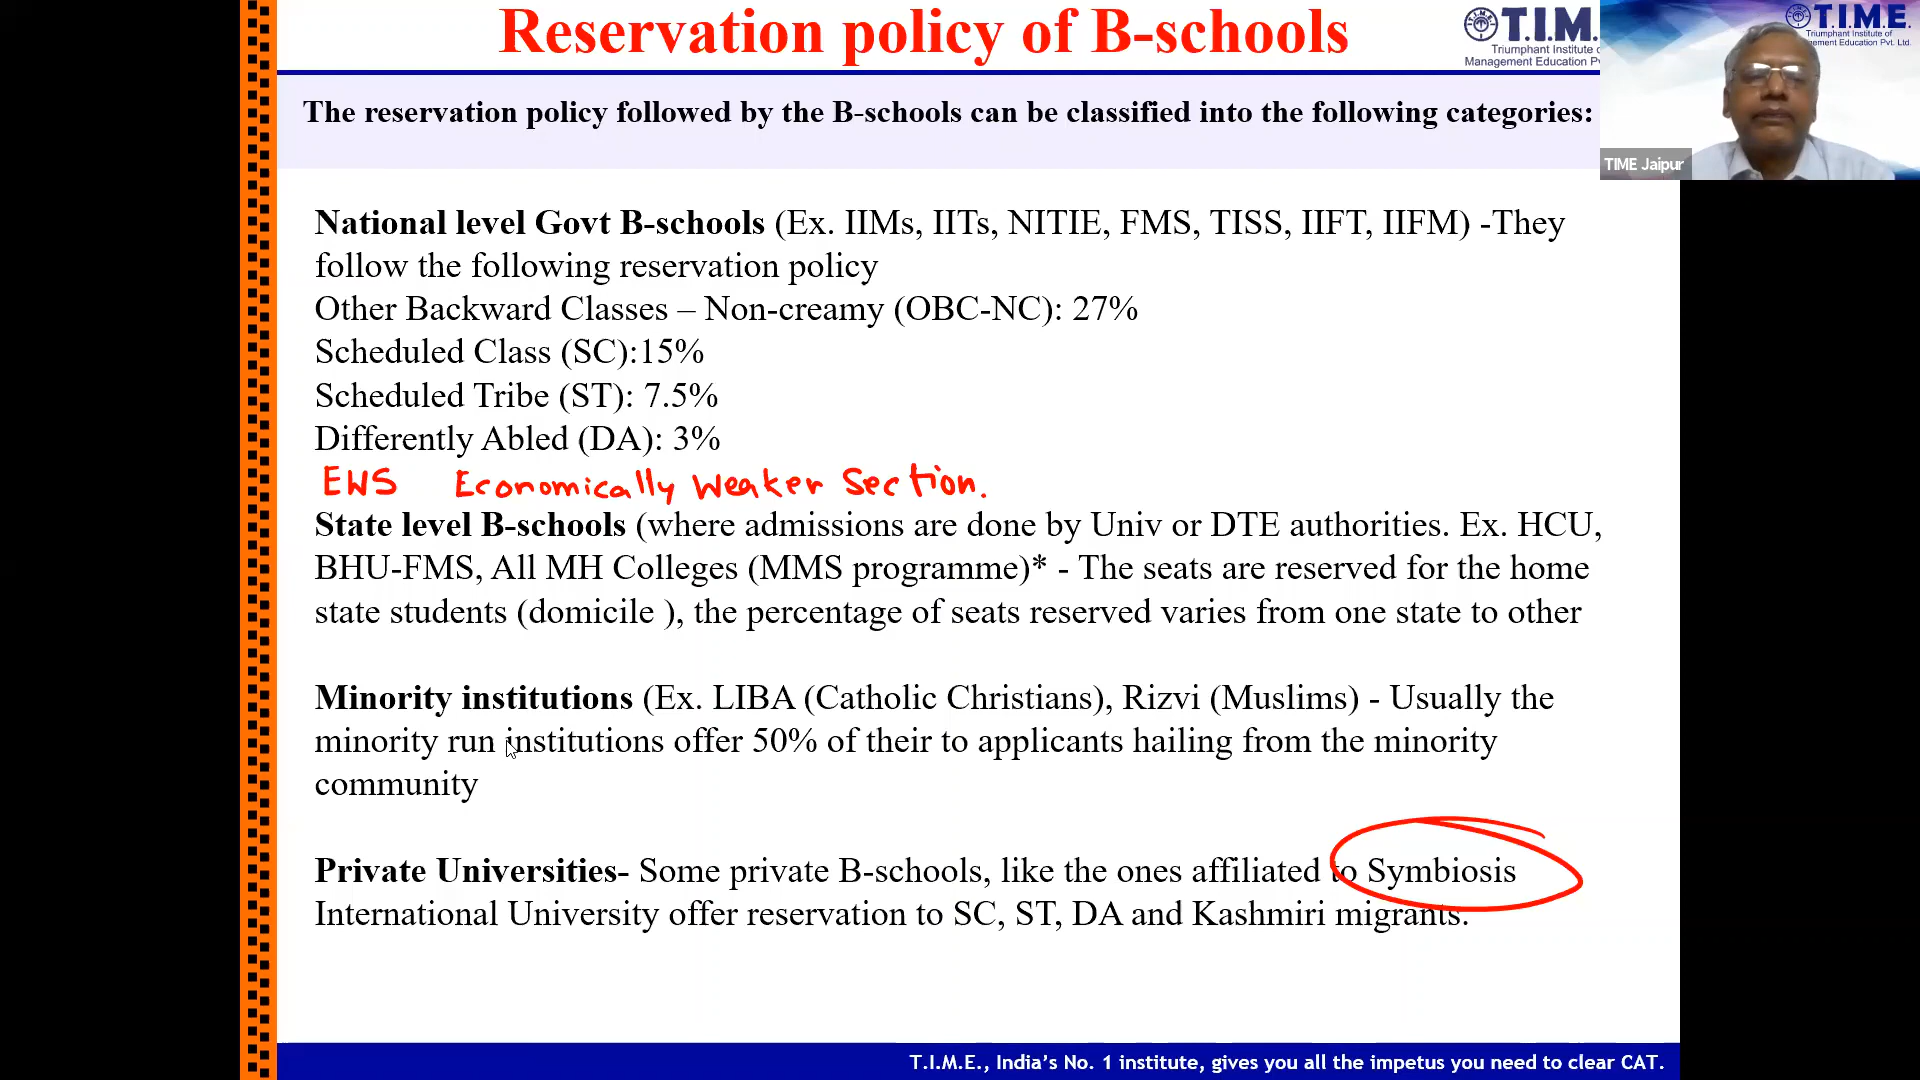 Reservation policy of B-schools
T.I.M.
Triumphant Institute
Management Education
T.I.M.E.
Triumphant Institute of
ement Education Pvt. Ltd.
TIME Jaipur
The reservation policy followed by the B-schools can be classified into the following categories:
National level Govt B-schools (Ex. IIMs, IITs, NITIE, FMS, TISS, IIFT, IIFM) -They
follow the following reservation policy
Other Backward Classes – Non-creamy (OBC-NC): 27%
Scheduled Class (SC):15%
Scheduled Tribe (ST): 7.5%
Differently Abled (DA): 3%
EWS Economically Weaker Section.
State level B-schools (where admissions are done by Univ or DTE authorities. Ex. HCU,
BHU-FMS, All MH Colleges (MMS programme)* - The seats are reserved for the home
state students (domicile ), the percentage of seats reserved varies from one state to other
Minority institutions (Ex. LIBA (Catholic Christians), Rizvi (Muslims) - Usually the
minority run institutions offer 50% of their to applicants hailing from the minority
community
Private Universities- Some private B-schools, like the ones affiliated to Symbiosis
International University offer reservation to SC, ST, DA and Kashmiri migrants.
T.I.M.E., India's No. 1 institute, gives you all the impetus you need to clear CAT.